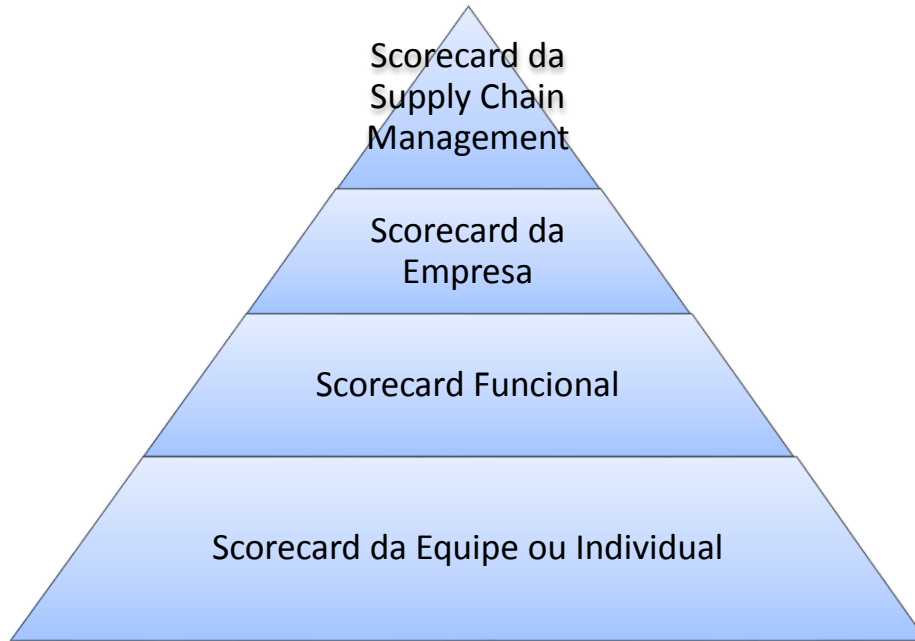 Scorecard da
Supply Chain
Management
Scorecard da
Empresa
Scorecard Funcional
Scorecard da Equipe ou Individual